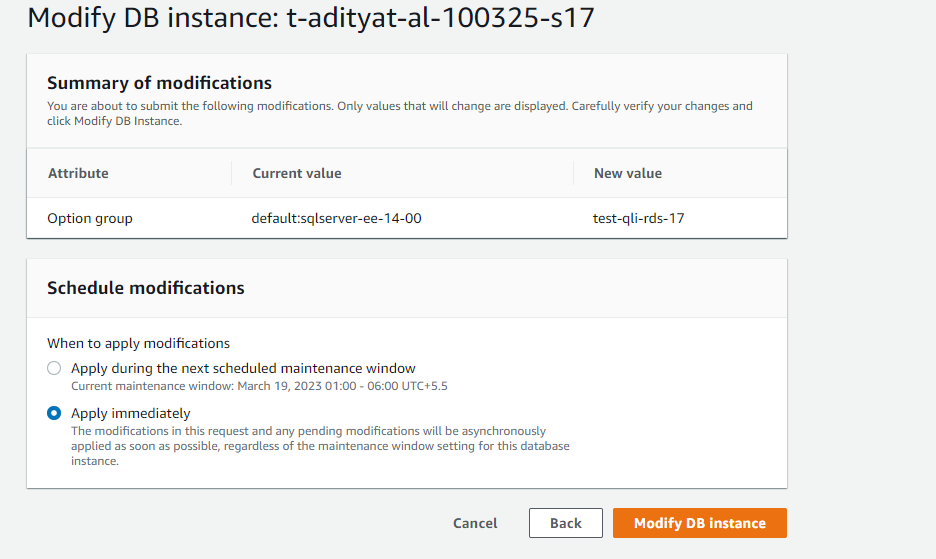 Modify DB instance: t-adityat-al-100325-s17
Summary of modifications
You are about to submit the following modifications. Only values that will change are displayed. Carefully verify your changes and
click Modify DB Instance.
Attribute Current value New value
Option group default:sqlserver-ee-14-00 test-qli-rds-17
Schedule modifications
When to apply modifications
Apply during the next scheduled maintenance window
Current maintenance window: March 19, 2023 01:00 - 06:00 UTC+5.5
Apply immediately
The modifications in this request and any pending modifications will be asynchronously
applied as soon as possible, regardless of the maintenance window setting for this database
instance.
Cancel Back Modify DB instance